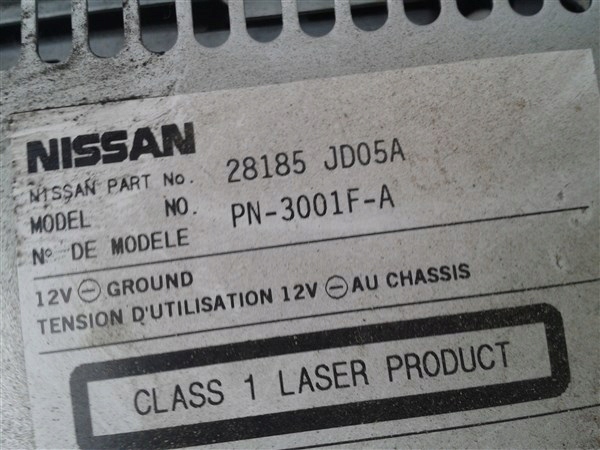 NISSAN
NISSAN PART No. 28185 JD05A
MODEL NO. PN-3001F-A
Nº DE MODELE
12V ⊖ GROUND
TENSION D'UTILISATION 12V ⊖ AU CHASSIS
CLASS 1 LASER PRODUCT